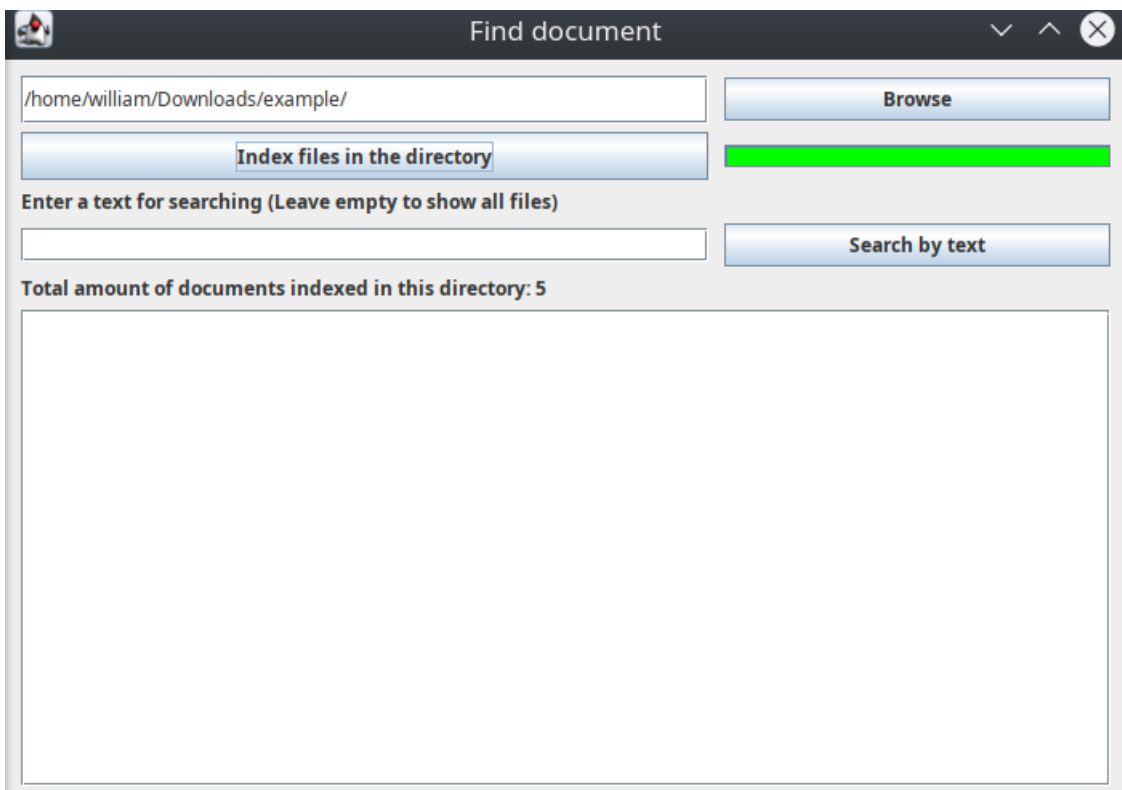 Find document
/home/william/Downloads/example/
Browse
Index files in the directory
Enter a text for searching (Leave empty to show all files)
Search by text
Total amount of documents indexed in this directory: 5